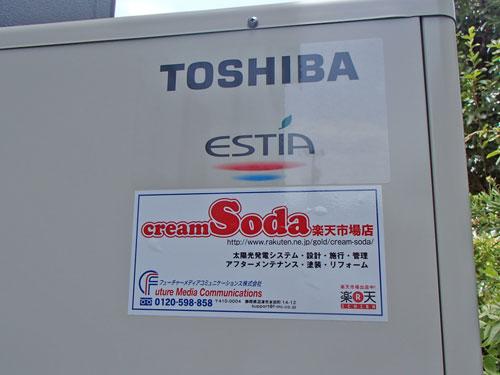 TOSHIBA
ESTIA
creamSoda楽天市場店
http://www.rakuten.ne.jp/gold/cream-soda/
太陽光発電システム・設計・施行・管理
アフターメンテナンス・塗装・リフォーム
フューチャーメディアコミュニケーションズ株式会社
Future Media Communications
楽天市場出店中!
0120-598-858
〒410-0004
14-12
楽R天